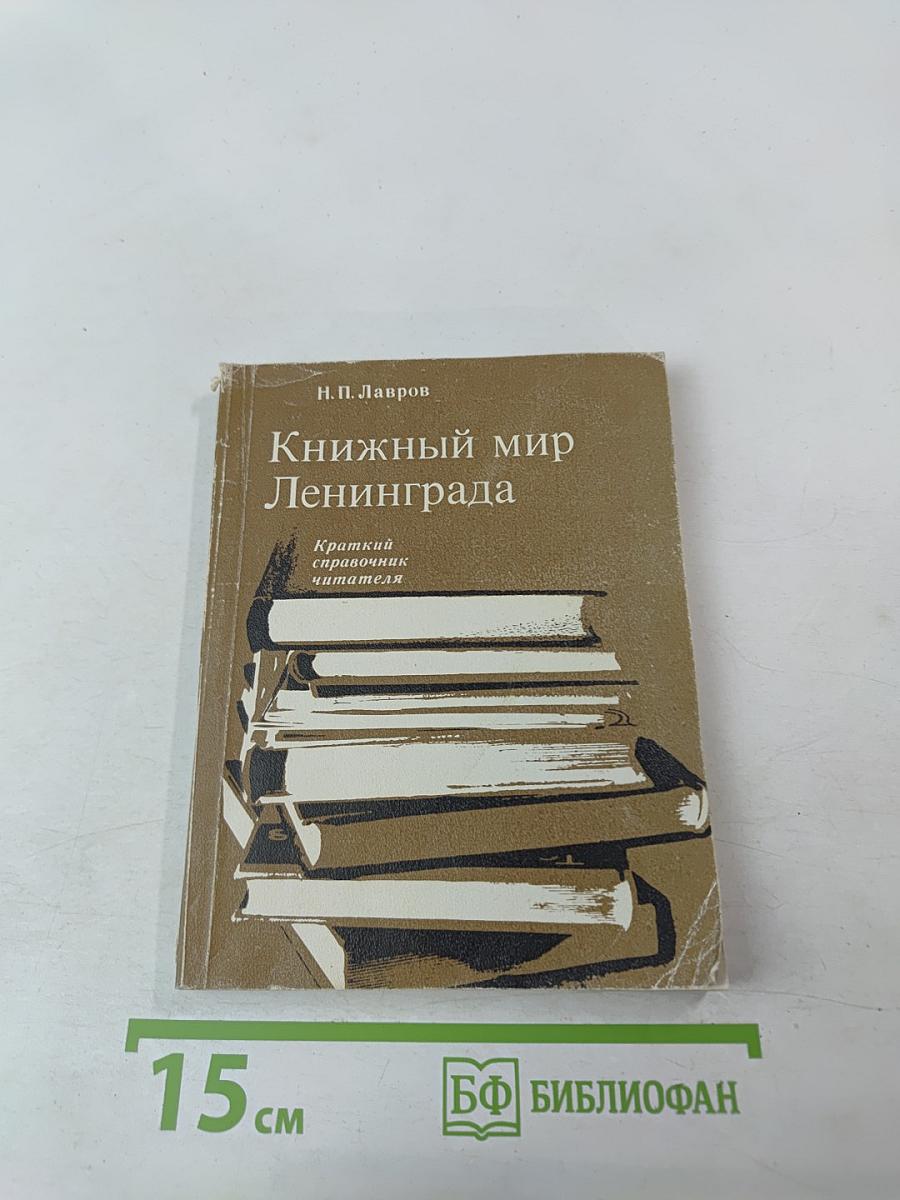 Н. П. Лавров
Книжный мир
Ленинграда
Краткий
справочник
читателя
15 см
БФ БИБЛИОФАН